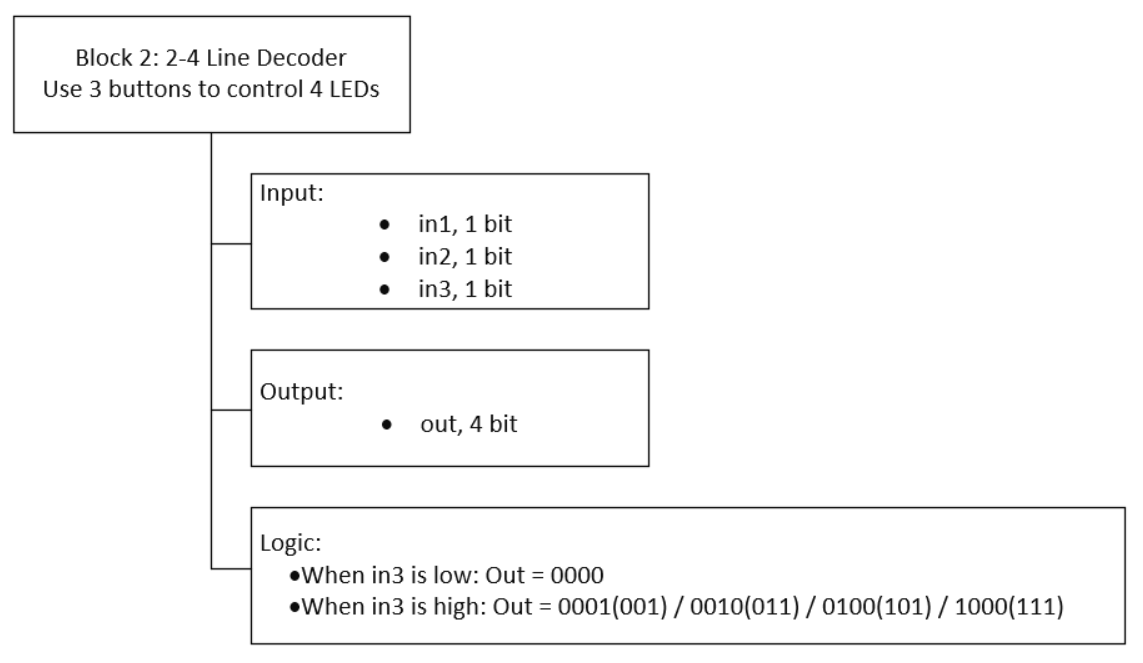 Block 2: 2-4 Line Decoder
Use 3 buttons to control 4 LEDs
Input:
• in1, 1 bit
• in2, 1 bit
• in3, 1 bit
Output:
• out, 4 bit
Logic:
•When in3 is low: Out = 0000
•When in3 is high: Out = 0001(001) / 0010(011) / 0100(101) / 1000(111)